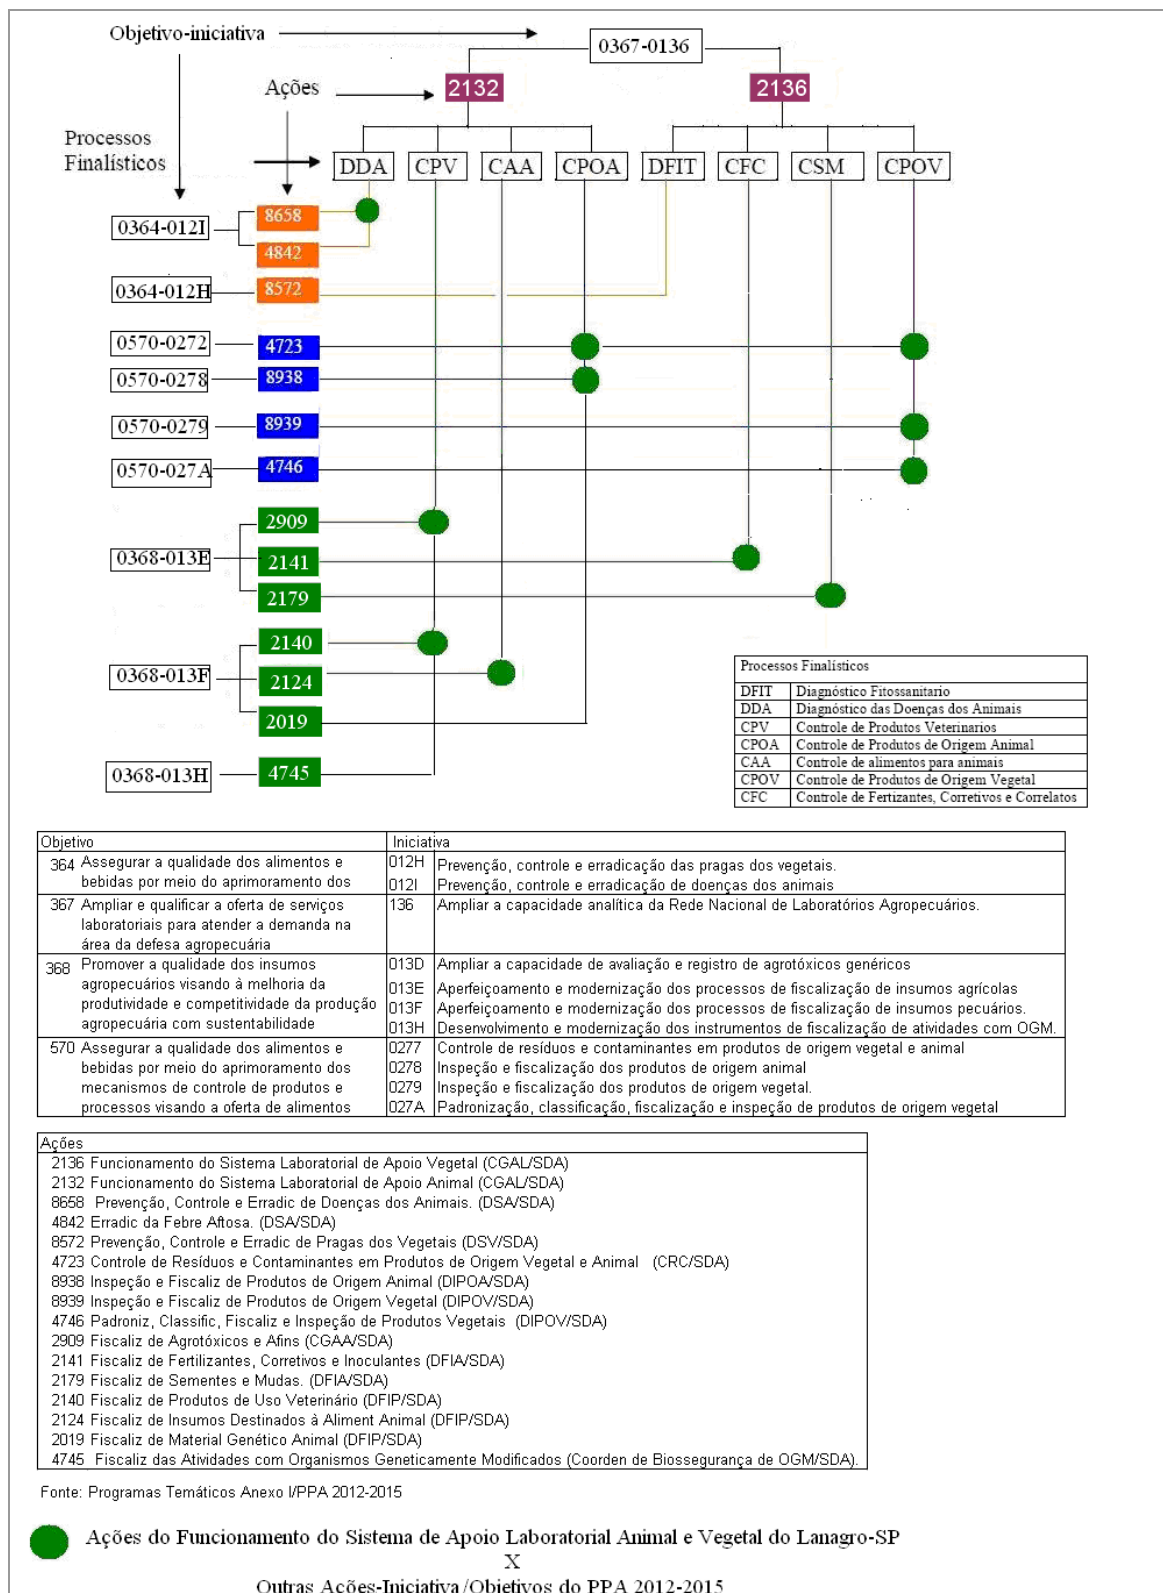 Objetivo-iniciativa
0367-0136
Ações
2132
2136
Processos
Finalísticos
DDA
CPV
CAA
CPOA
DFIT
CFC
CSM
CPOV
0364-012I
8658
4842
0364-012H
8572
0570-0272
4723
0570-0278
8938
0570-0279
8939
0570-027A
4746
2909
0368-013E
2141
2179
2140
0368-013F
2124
2019
0368-013H
4745
Processos Finalísticos
DFIT Diagnóstico Fitossanitario
DDA Diagnóstico das Doenças dos Animais
CPV Controle de Produtos Veterinarios
CPOA Controle de Produtos de Origem Animal
CAA Controle de alimentos para animais
CPOV Controle de Produtos de Origem Vegetal
CFC Controle de Fertizantes, Corretivos e Correlatos
Objetivo Iniciativa
364 Assegurar a qualidade dos alimentos e
bebidas por meio do aprimoramento dos
012H Prevenção, controle e erradicação das pragas dos vegetais.
012I Prevenção, controle e erradicação de doenças dos animais
367 Ampliar e qualificar a oferta de serviços
laboratoriais para atender a demanda na
área da defesa agropecuária
136 Ampliar a capacidade analítica da Rede Nacional de Laboratórios Agropecuários.
368 Promover a qualidade dos insumos
agropecuários visando à melhoria da
produtividade e competitividade da produção
agropecuária com sustentabilidade
013D Ampliar a capacidade de avaliação e registro de agrotóxicos genéricos
013E Aperfeiçoamento e modernização dos processos de fiscalização de insumos agrícolas
013F Aperfeiçoamento e modernização dos processos de fiscalização de insumos pecuários.
013H Desenvolvimento e modernização dos instrumentos de fiscalização de atividades com OGM.
570 Assegurar a qualidade dos alimentos e
bebidas por meio do aprimoramento dos
mecanismos de controle de produtos e
processos visando a oferta de alimentos
0277 Controle de resíduos e contaminantes em produtos de origem vegetal e animal
0278 Inspeção e fiscalização dos produtos de origem animal
0279 Inspeção e fiscalização dos produtos de origem vegetal.
027A Padronização, classificação, fiscalização e inspeção de produtos de origem vegetal
Ações
2136 Funcionamento do Sistema Laboratorial de Apoio Vegetal (CGAL/SDA)
2132 Funcionamento do Sistema Laboratorial de Apoio Animal (CGAL/SDA)
8658 Prevenção, Controle e Erradic de Doenças dos Animais. (DSA/SDA)
4842 Erradic da Febre Aftosa. (DSA/SDA)
8572 Prevenção, Controle e Erradic de Pragas dos Vegetais (DSV/SDA)
4723 Controle de Resíduos e Contaminantes em Produtos de Origem Vegetal e Animal (CRC/SDA)
8938 Inspeção e Fiscaliz de Produtos de Origem Animal (DIPOA/SDA)
8939 Inspeção e Fiscaliz de Produtos de Origem Vegetal (DIPOV/SDA)
4746 Padroniz, Classific, Fiscaliz e Inspeção de Produtos Vegetais (DIPOV/SDA)
2909 Fiscaliz de Agrotóxicos e Afins (CGAA/SDA)
2141 Fiscaliz de Fertilizantes, Corretivos e Inoculantes (DFIA/SDA)
2179 Fiscaliz de Sementes e Mudas. (DFIA/SDA)
2140 Fiscaliz de Produtos de Uso Veterinário (DFIP/SDA)
2124 Fiscaliz de Insumos Destinados à Aliment Animal (DFIP/SDA)
2019 Fiscaliz de Material Genético Animal (DFIP/SDA)
4745 Fiscaliz das Atividades com Organismos Geneticamente Modificados (Coorden de Biossegurança de OGM/SDA).
Fonte: Programas Temáticos Anexo I/PPA 2012-2015
Ações do Funcionamento do Sistema de Apoio Laboratorial Animal e Vegetal do Lanagro-SP
X
Outras Ações-Iniciativa/Objetivos do PPA 2012-2015